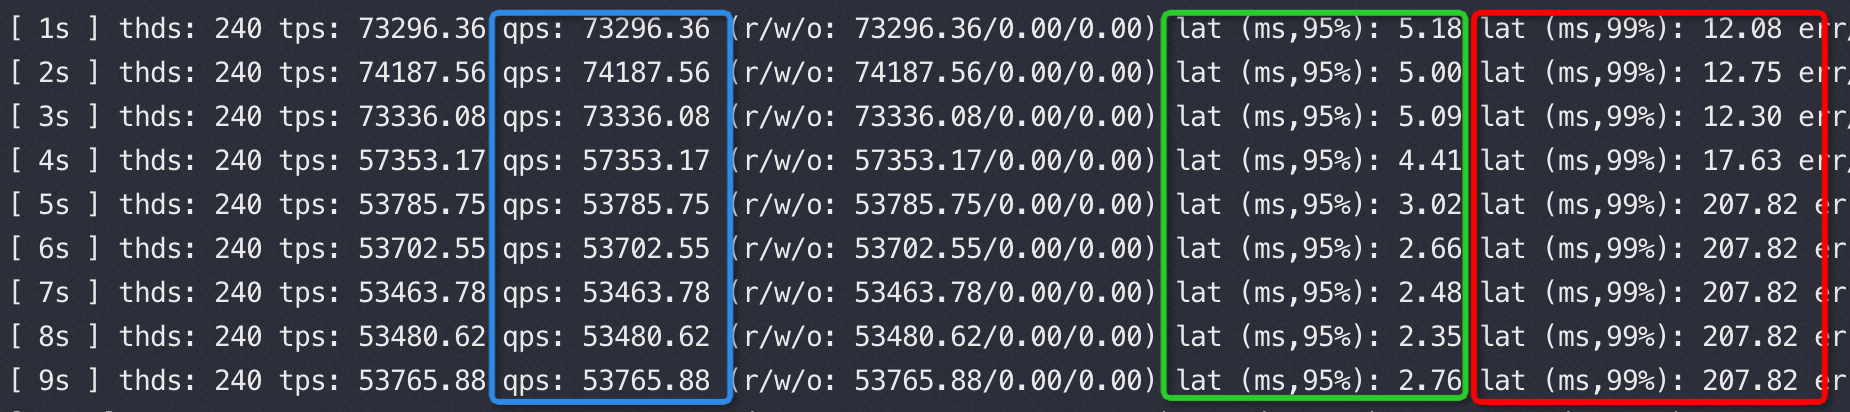 [ 1s ] thds: 240 tps: 73296.36 qps: 73296.36 (r/w/o: 73296.36/0.00/0.00) lat (ms,95%): 5.18 lat (ms,99%): 12.08 err/
[ 2s ] thds: 240 tps: 74187.56 qps: 74187.56 (r/w/o: 74187.56/0.00/0.00) lat (ms,95%): 5.00 lat (ms,99%): 12.75 err/
[ 3s ] thds: 240 tps: 73336.08 qps: 73336.08 (r/w/o: 73336.08/0.00/0.00) lat (ms,95%): 5.09 lat (ms,99%): 12.30 err/
[ 4s ] thds: 240 tps: 57353.17 qps: 57353.17 (r/w/o: 57353.17/0.00/0.00) lat (ms,95%): 4.41 lat (ms,99%): 17.63 err/
[ 5s ] thds: 240 tps: 53785.75 qps: 53785.75 (r/w/o: 53785.75/0.00/0.00) lat (ms,95%): 3.02 lat (ms,99%): 207.82 er
[ 6s ] thds: 240 tps: 53702.55 qps: 53702.55 (r/w/o: 53702.55/0.00/0.00) lat (ms,95%): 2.66 lat (ms,99%): 207.82 er
[ 7s ] thds: 240 tps: 53463.78 qps: 53463.78 (r/w/o: 53463.78/0.00/0.00) lat (ms,95%): 2.48 lat (ms,99%): 207.82 er
[ 8s ] thds: 240 tps: 53480.62 qps: 53480.62 (r/w/o: 53480.62/0.00/0.00) lat (ms,95%): 2.35 lat (ms,99%): 207.82 er
[ 9s ] thds: 240 tps: 53765.88 qps: 53765.88 (r/w/o: 53765.88/0.00/0.00) lat (ms,95%): 2.76 lat (ms,99%): 207.82 er